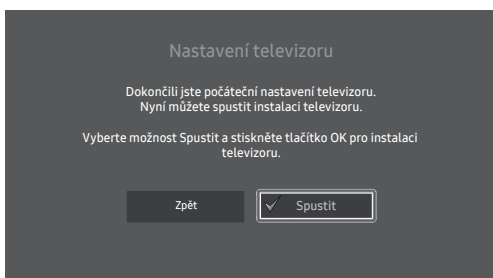 Nastavení televizoru
Dokončili jste počáteční nastavení televizoru.
Nyní můžete spustit instalaci televizoru.
Vyberte možnost Spustit a stiskněte tlačítko OK pro instalaci
televizoru.
Zpět
Spustit